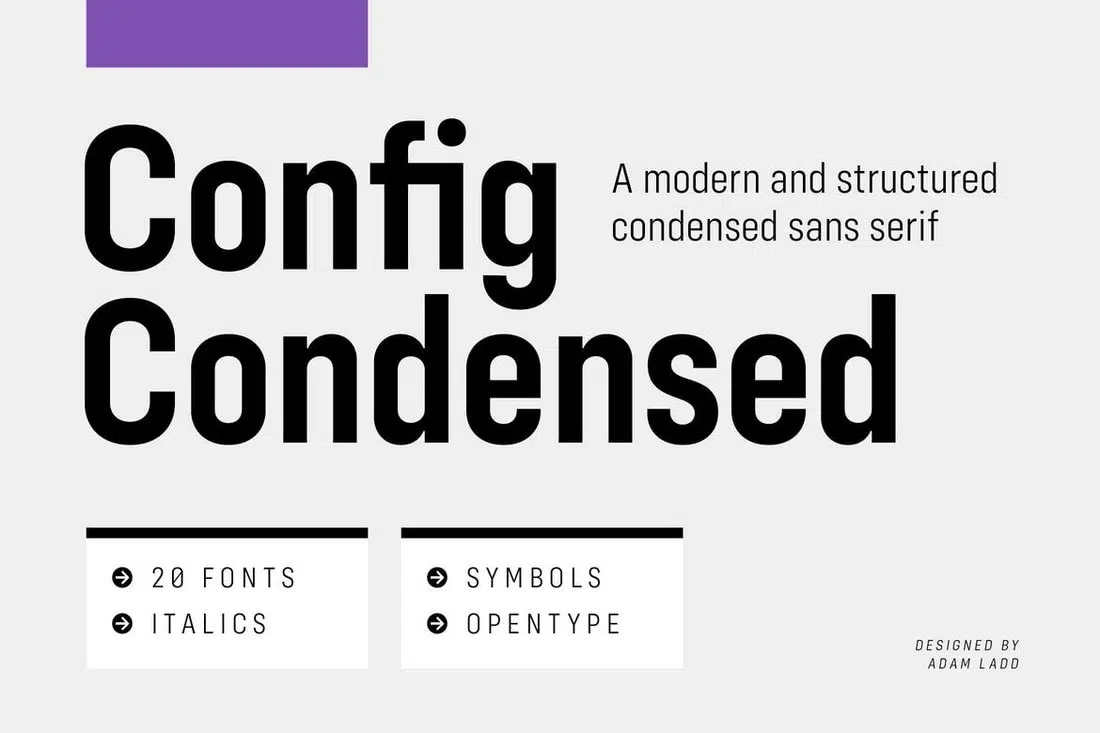 Config
Condensed
A modern and structured
condensed sans serif
20 FONTS
ITALICS
SYMBOLS
OPENTYPE
DESIGNED BY
ADAM LADD